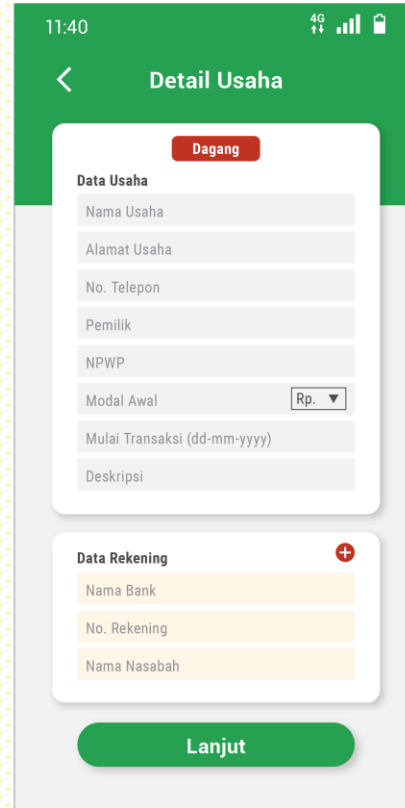 11:40
4G
Detail Usaha
Dagang
Data Usaha
Nama Usaha
Alamat Usaha
No. Telepon
Pemilik
NPWP
Modal Awal
Rp.
Mulai Transaksi (dd-mm-yyyy)
Deskripsi
Data Rekening
Nama Bank
No. Rekening
Nama Nasabah
Lanjut